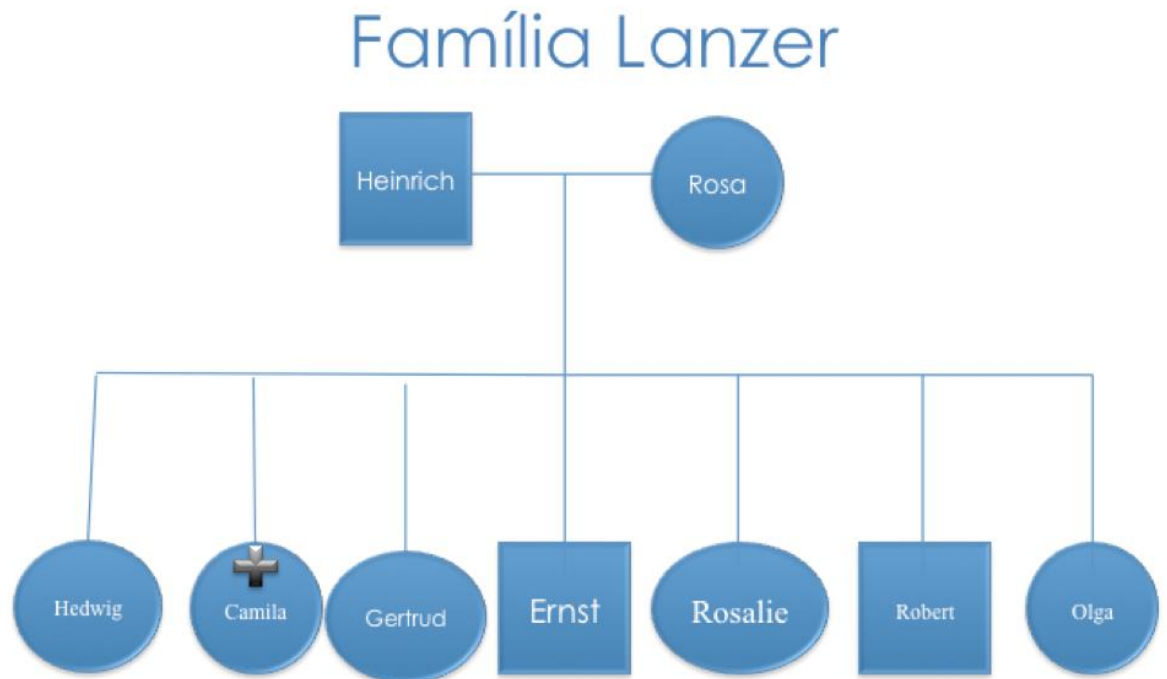 Família Lanzer
Heinrich
Rosa
Hedwig
Camila
Gertrud
Ernst
Rosalie
Robert
Olga